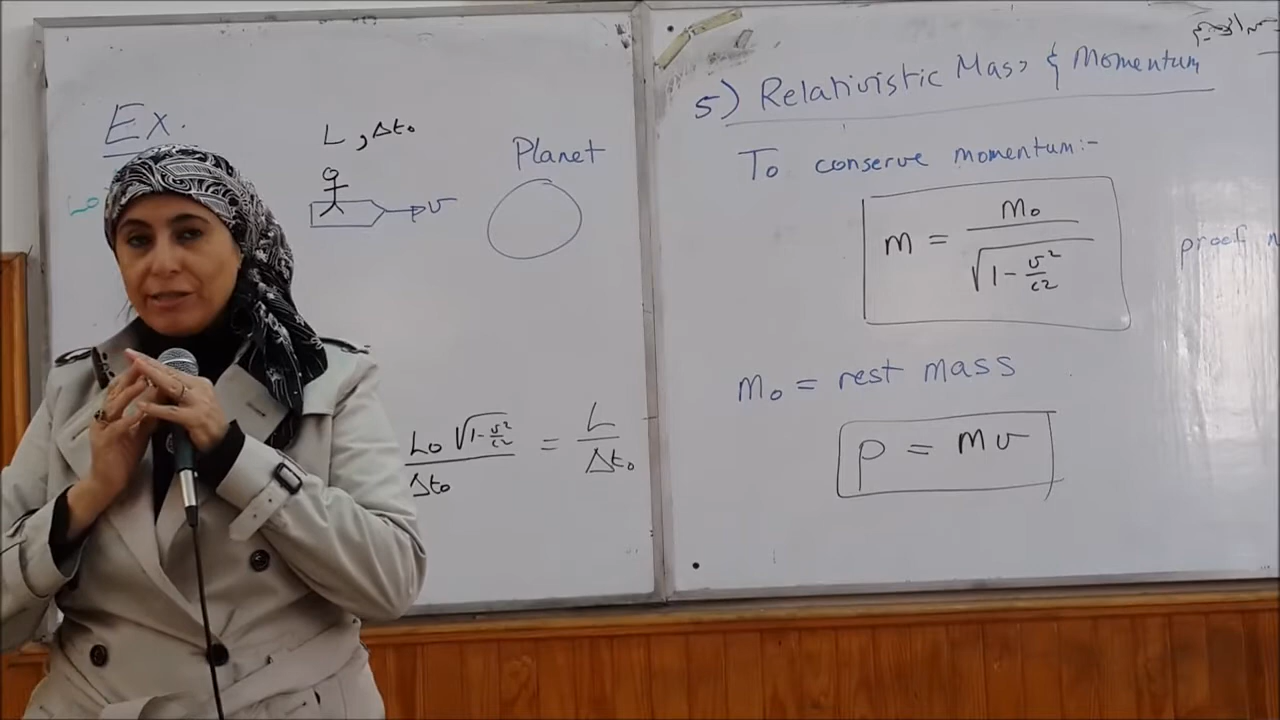 Ex.
L , Δt₀
Planet
L₀
v
L₀ √1-v²/c2 / Δt₀ = L / Δt₀
5) Relativistic Mass & Momentum
To conserve momentum:-
m = M₀ / √1-v²/c2
proof
m₀ = rest mass
p = mv